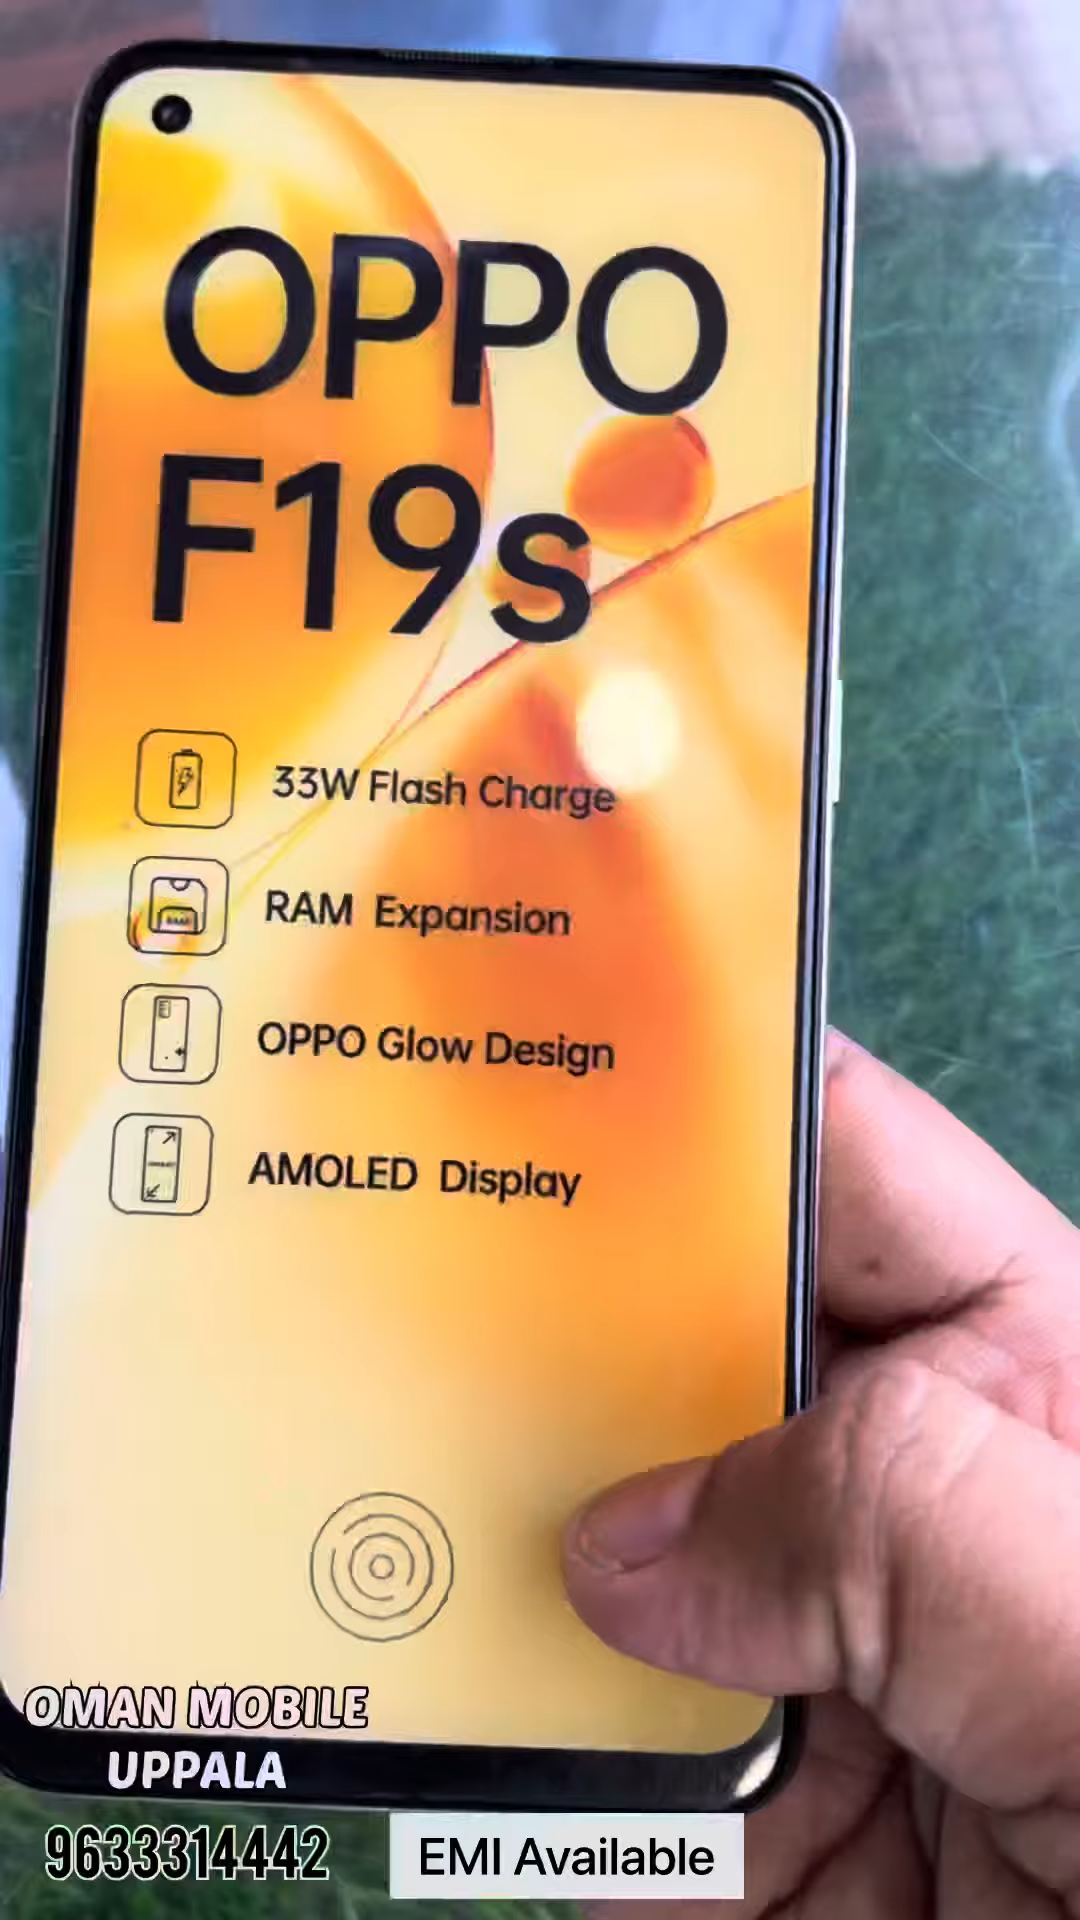 OPPO
F19s
33W Flash Charge
RAM Expansion
OPPO Glow Design
AMOLED Display
OMAN MOBILE
UPPALA
9633314442
EMI Available